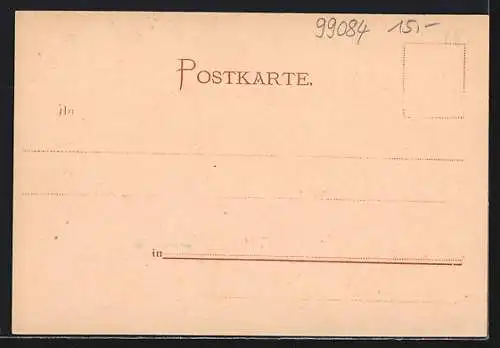 99084 15,-
POSTKARTE.
An
in